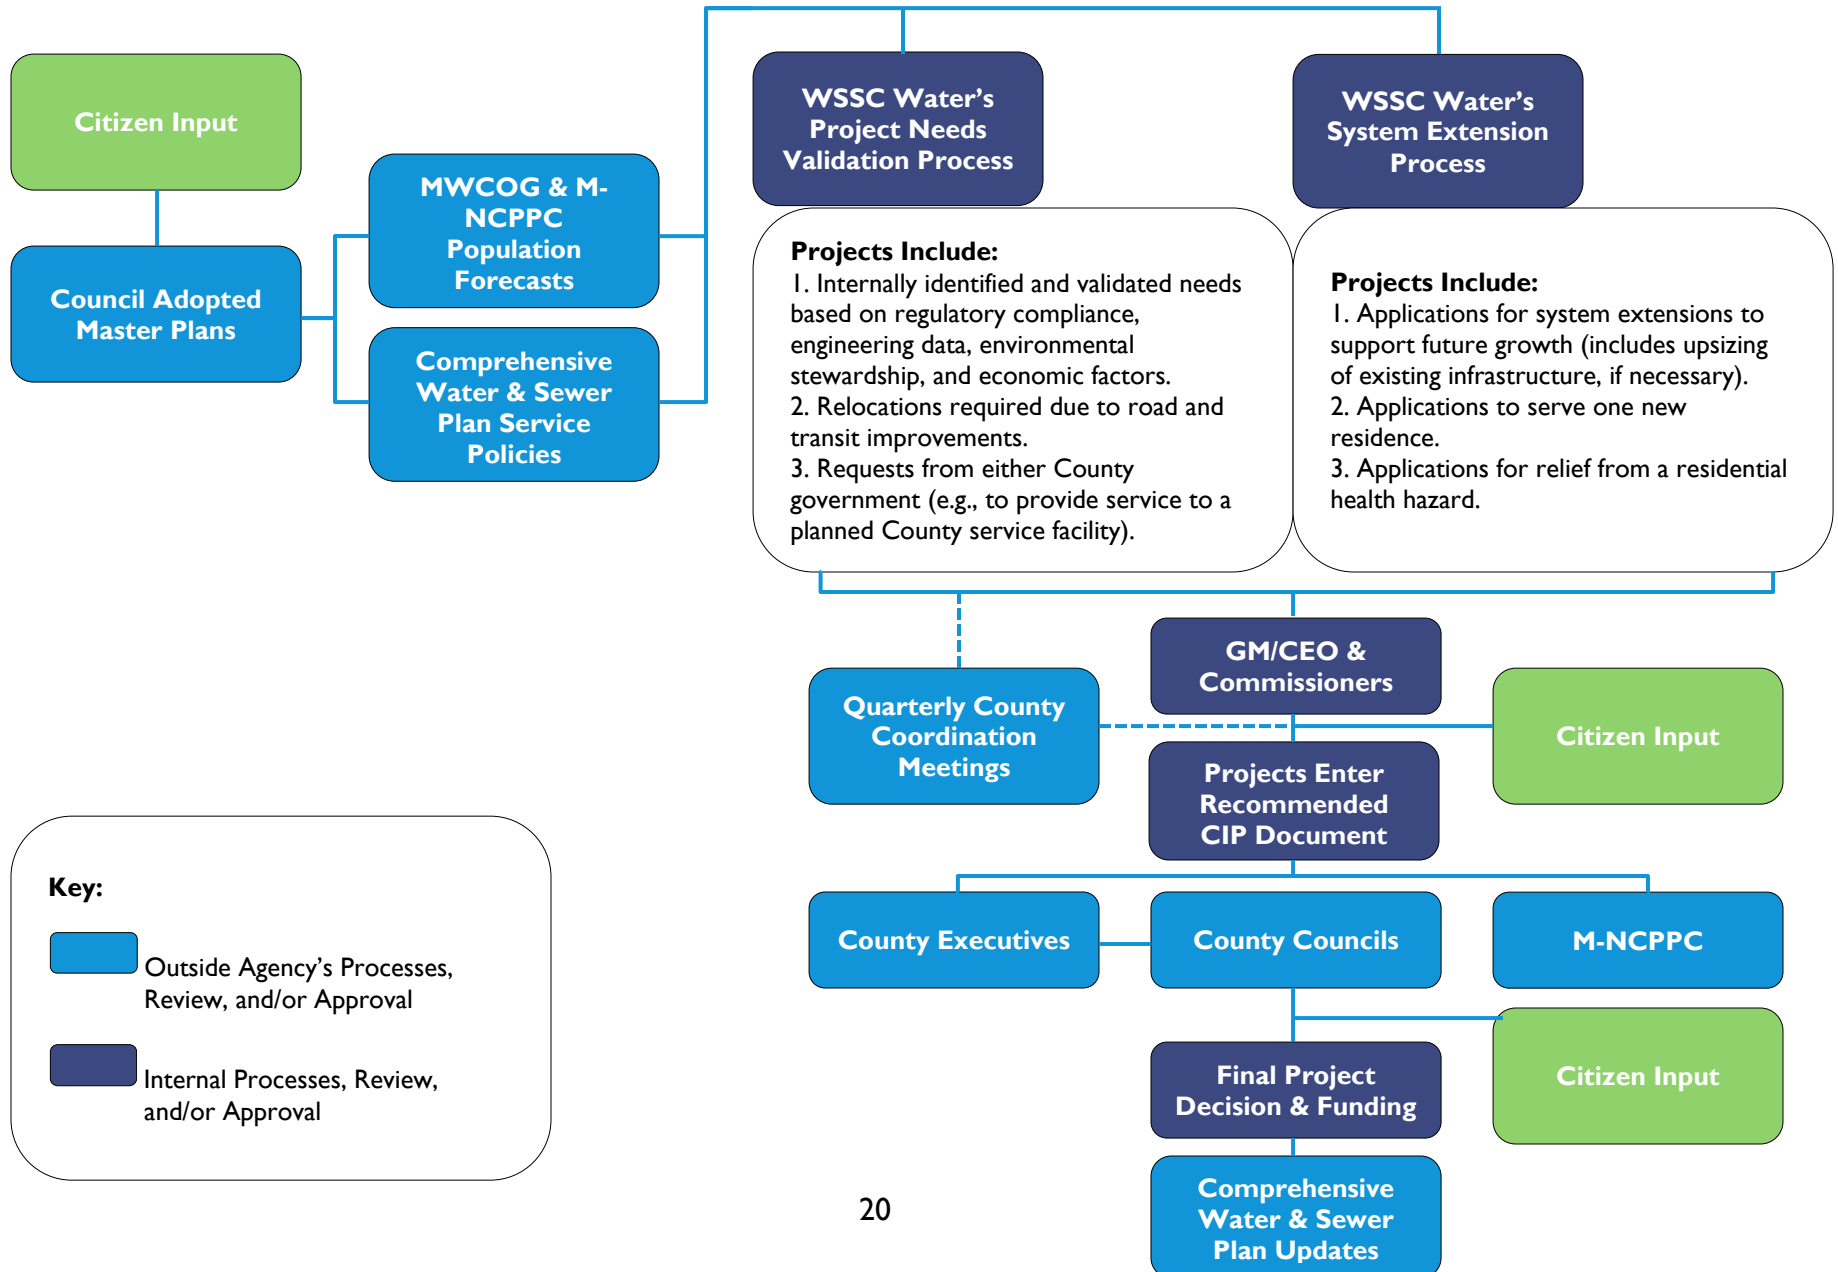 Citizen Input
Council Adopted
Master Plans
MWCOG & M-
NCPPC
Population
Forecasts
Comprehensive
Water & Sewer
Plan Service
Policies
WSSC Water’s
Project Needs
Validation Process
WSSC Water’s
System Extension
Process
Projects Include:
1. Internally identified and validated needs
based on regulatory compliance,
engineering data, environmental
stewardship, and economic factors.
2. Relocations required due to road and
transit improvements.
3. Requests from either County
government (e.g., to provide service to a
planned County service facility).
Projects Include:
1. Applications for system extensions to
support future growth (includes upsizing
of existing infrastructure, if necessary).
2. Applications to serve one new
residence.
3. Applications for relief from a residential
health hazard.
GM/CEO &
Commissioners
Quarterly County
Coordination
Meetings
Citizen Input
Projects Enter
Recommended
CIP Document
County Executives
County Councils
M-NCPPC
Citizen Input
Final Project
Decision & Funding
Comprehensive
Water & Sewer
Plan Updates
Key:
Outside Agency’s Processes,
Review, and/or Approval
Internal Processes, Review,
and/or Approval
20